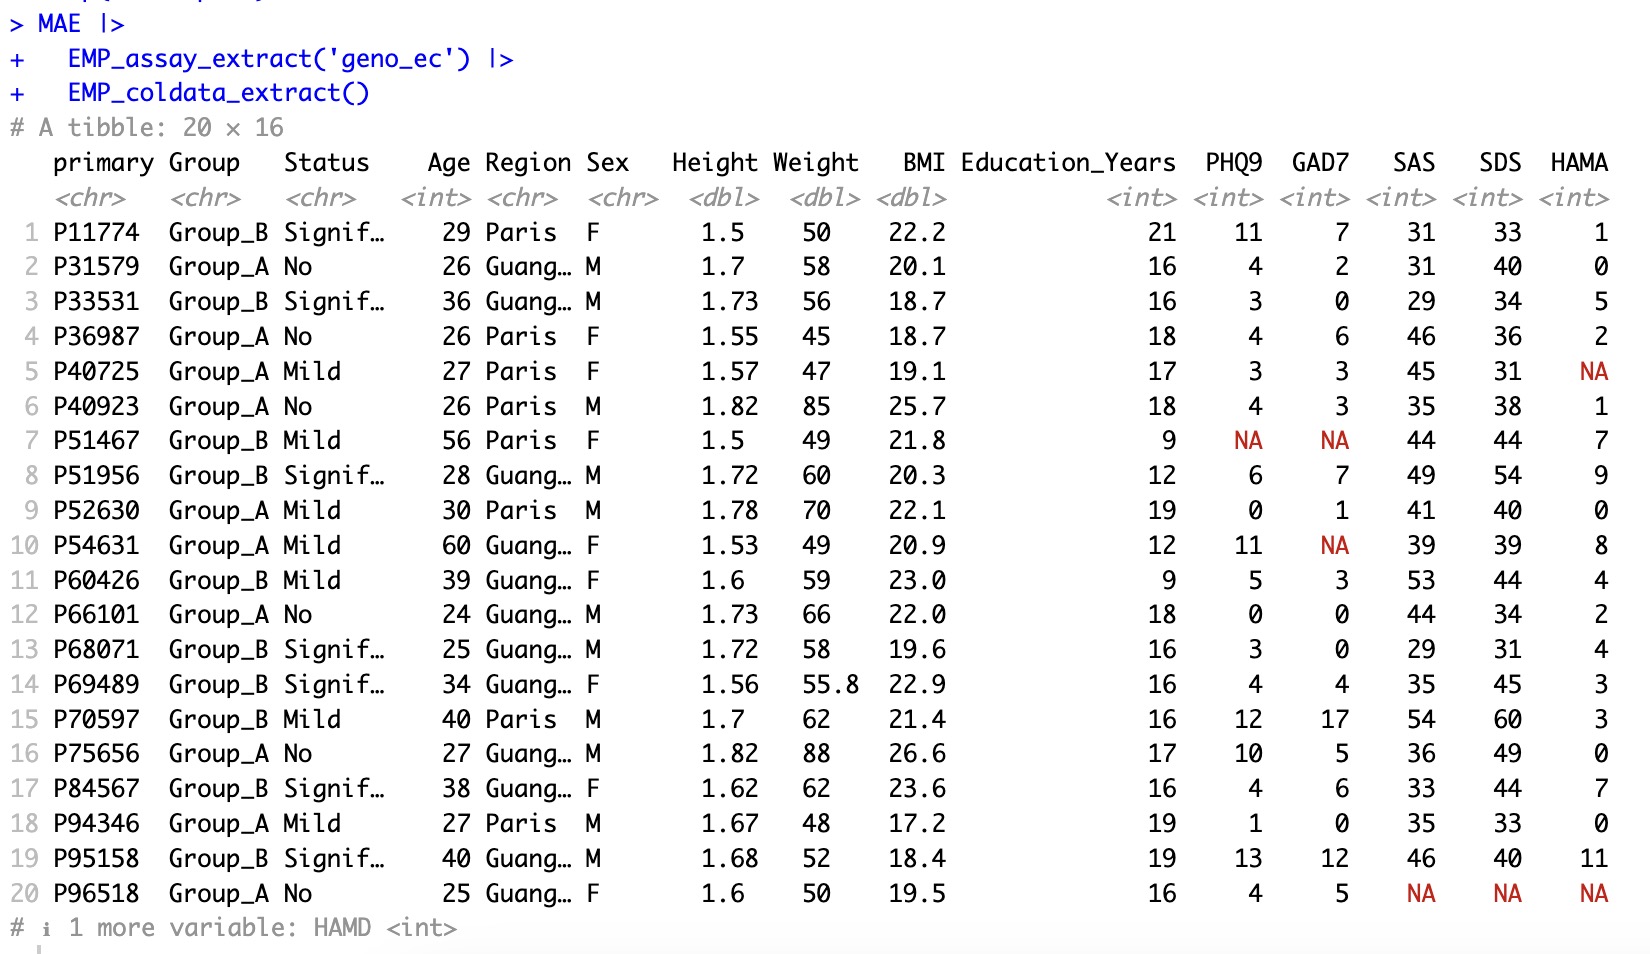 > MAE |>
+   EMP_assay_extract('geno_ec') |>
+   EMP_coldata_extract()
# A tibble: 20 × 16
   primary Group   Status    Age Region Sex   Height Weight   BMI Education_Years  PHQ9  GAD7   SAS   SDS  HAMA
   <chr>   <chr>   <chr>   <int> <chr>  <chr>  <dbl>  <dbl> <dbl>           <int> <int> <int> <int> <int> <int>
 1 P11774  Group_B Signif…    29 Paris  F       1.5    50    22.2              21    11     7    31    33     1
 2 P31579  Group_A No         26 Guang… M       1.7    58    20.1              16     4     2    31    40     0
 3 P33531  Group_B Signif…    36 Guang… M       1.73   56    18.7              16     3     0    29    34     5
 4 P36987  Group_A No         26 Paris  F       1.55   45    18.7              18     4     6    46    36     2
 5 P40725  Group_A Mild       27 Paris  F       1.57   47    19.1              17     3     3    45    31    NA
 6 P40923  Group_A No         26 Paris  M       1.82   85    25.7              18     4     3    35    38     1
 7 P51467  Group_B Mild       56 Paris  F       1.5    49    21.8               9    NA    NA    44    44     7
 8 P51956  Group_B Signif…    28 Guang… M       1.72   60    20.3              12     6     7    49    54     9
 9 P52630  Group_A Mild       30 Paris  M       1.78   70    22.1              19     0     1    41    40     0
10 P54631  Group_A Mild       60 Guang… F       1.53   49    20.9              12    11    NA    39    39     8
11 P60426  Group_B Mild       39 Guang… F       1.6    59    23.0               9     5     3    53    44     4
12 P66101  Group_A No         24 Guang… M       1.73   66    22.0              18     0     0    44    34     2
13 P68071  Group_B Signif…    25 Guang… M       1.72   58    19.6              16     3     0    29    31     4
14 P69489  Group_B Signif…    34 Guang… F       1.56   55.8  22.9              16     4     4    35    45     3
15 P70597  Group_B Mild       40 Paris  M       1.7    62    21.4              16    12    17    54    60     3
16 P75656  Group_A No         27 Guang… M       1.82   88    26.6              17    10     5    36    49     0
17 P84567  Group_B Signif…    38 Guang… F       1.62   62    23.6              16     4     6    33    44     7
18 P94346  Group_A Mild       27 Paris  M       1.67   48    17.2              19     1     0    35    33     0
19 P95158  Group_B Signif…    40 Guang… M       1.68   52    18.4              19    13    12    46    40    11
20 P96518  Group_A No         25 Guang… F       1.6    50    19.5              16     4     5    NA    NA    NA
# ℹ 1 more variable: HAMD <int>